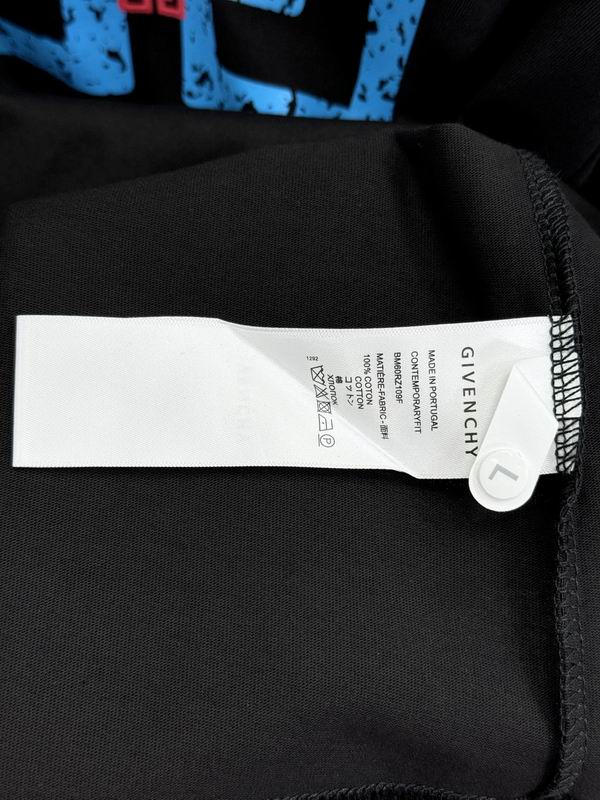 GIVENCHY
L
MADE IN PORTUGAL
CONTEMPORARYFIT
BM60RZ109F
MATIÈRE-FABRIC-面料
100% COTON
COTTON
コットン
棉
ХЛОПОК
P
1292